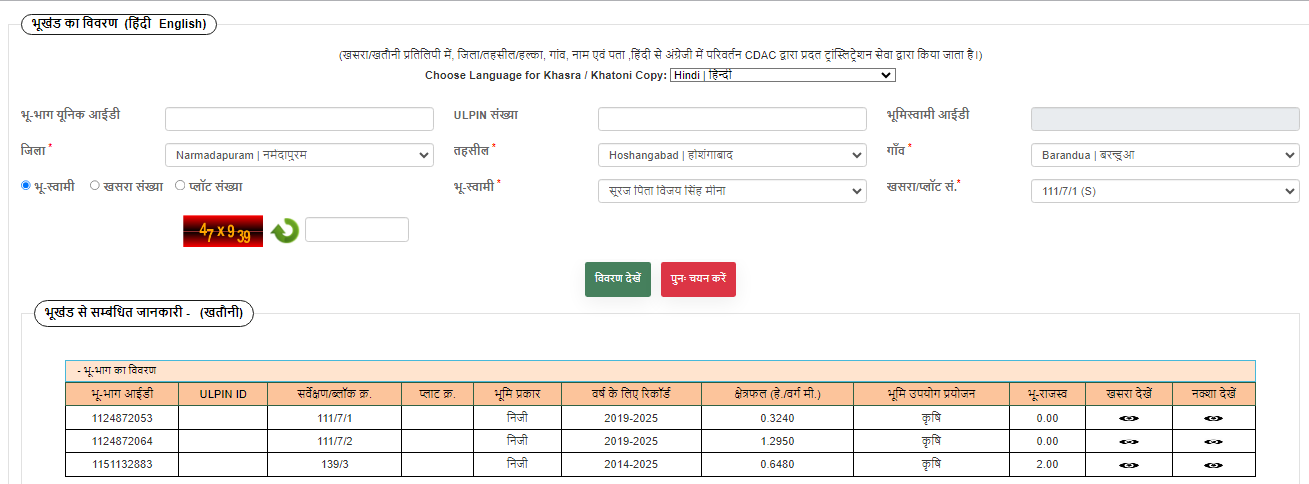 भूखंड का विवरण (हिंदी English)
(खसरा/खतौनी प्रतिलिपी में, जिला/तहसील/हल्का, गांव, नाम एवं पता ,हिंदी से अंग्रेजी में परिवर्तन CDAC द्वारा प्रदत ट्रांस्लिट्रेशन सेवा द्वारा किया जाता है।)
Choose Language for Khasra / Khatoni Copy: Hindi | हिन्दी
भू-भाग यूनिक आईडी ULPIN संख्या भूमिस्वामी आईडी
जिला * Narmadapuram | नर्मदापुरम तहसील * Hoshangabad | होशंगाबाद गाँव * Barandua | बरन्डुआ
भू-स्वामी खसरा संख्या प्लॉट संख्या भू-स्वामी * सूरज पिता विजय सिंह मीना खसरा/प्लॉट सं.* 111/7/1 (S)
47x939
विवरण देखें पुनः चयन करें
भूखंड से सम्बंधित जानकारी - (खतौनी)
- भू-भाग का विवरण
भू-भाग आईडी ULPIN ID सर्वेक्षण/ब्लॉक क्र. प्लाट क्र. भूमि प्रकार वर्ष के लिए रिकॉर्ड क्षेत्रफल (हे./वर्ग मी.) भूमि उपयोग प्रयोजन भू-राजस्व खसरा देखें नक्शा देखें
1124872053 111/7/1 निजी 2019-2025 0.3240 कृषि 0.00
1124872064 111/7/2 निजी 2019-2025 1.2950 कृषि 0.00
1151132883 139/3 निजी 2014-2025 0.6480 कृषि 2.00